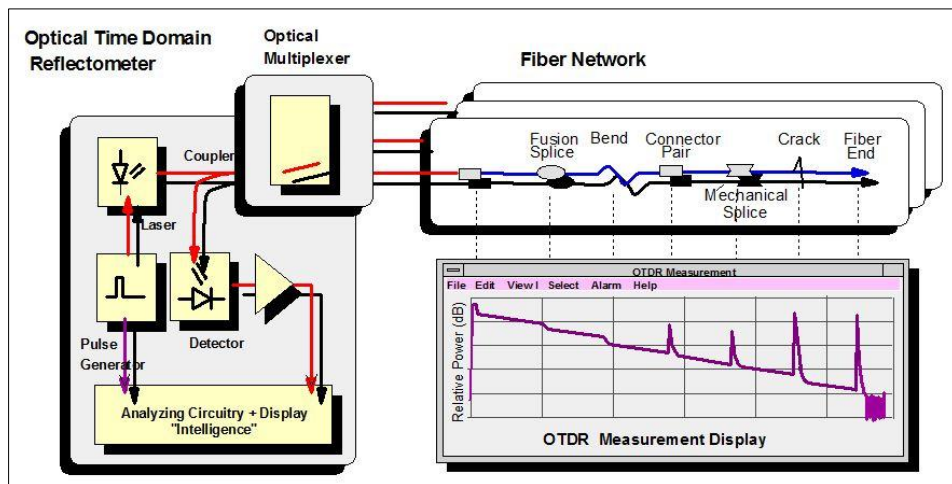 Optical Time Domain
Reflectometer
Optical
Multiplexer
Fiber Network
Coupler
Laser
Detector
Pulse
Generator
Analyzing Circuitry + Display
"Intelligence"
Fusion
Splice
Bend
Connector
Pair
Mechanical
Splice
Crack
Fiber
End
OTDR Measurement
File Edit View I Select Alarm Help
Relative Power (dB)
OTDR Measurement Display